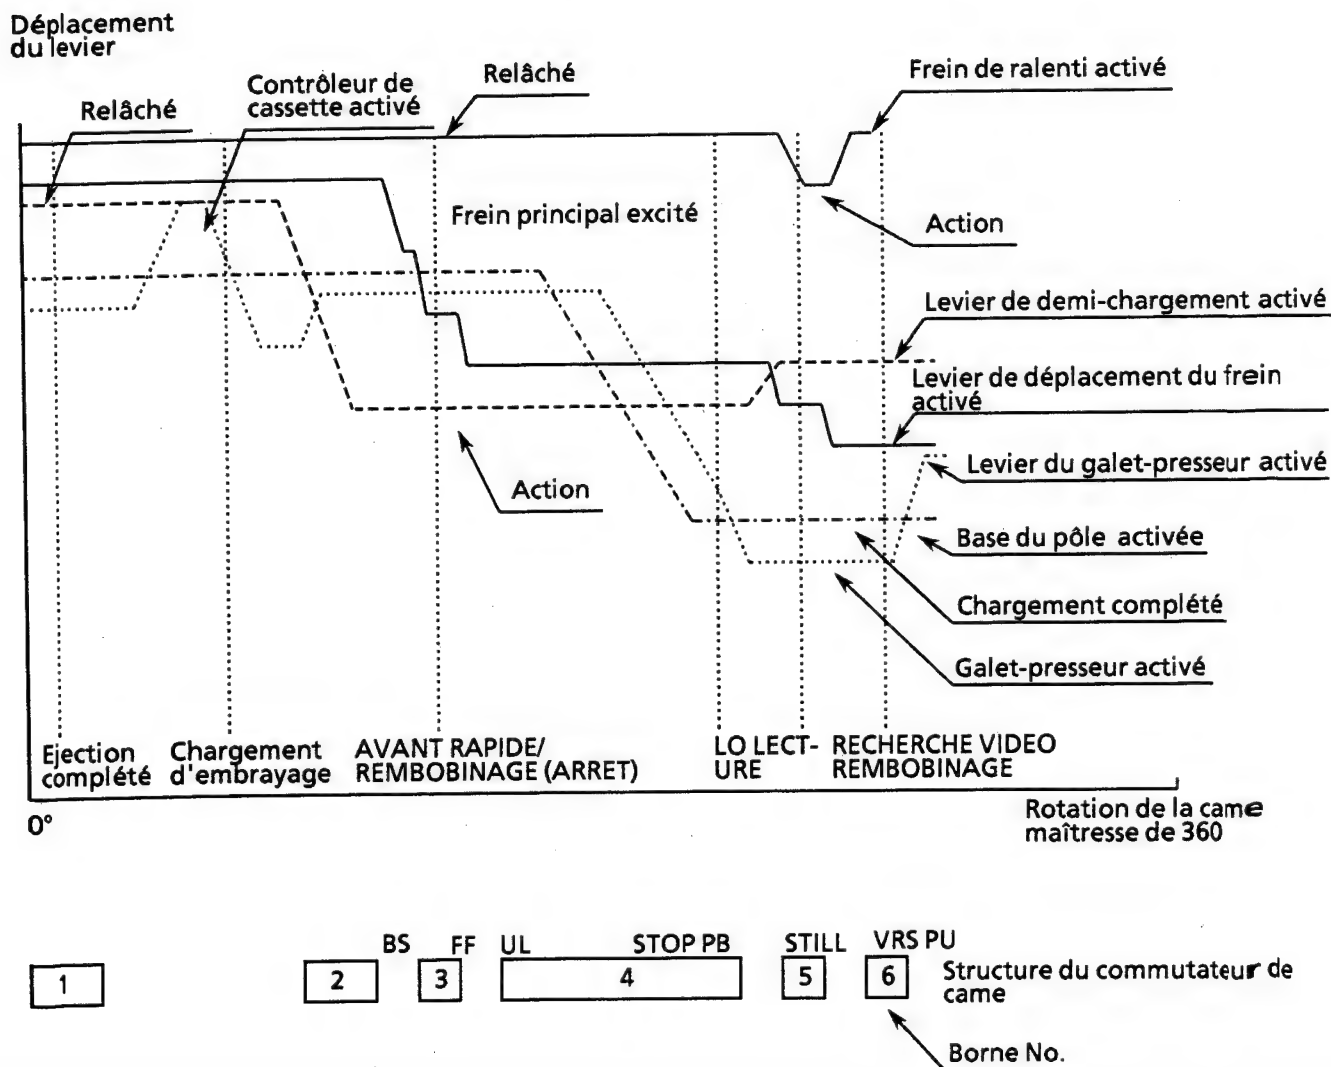 Déplacement
du levier
Relâché
Contrôleur de
cassette activé
Relâché
Frein de ralenti activé
Frein principal excité
Action
Levier de demi-chargement activé
Levier de déplacement du frein
activé
Levier du galet-presseur activé
Action
Base du pôle activée
Chargement complété
Galet-presseur activé
Ejection
complété
Chargement
d'embrayage
AVANT RAPIDE/
REMBOBINAGE (ARRET)
LO LECT-
URE
RECHERCHE VIDEO
REMBOBINAGE
0°
Rotation de la came
maîtresse de 360
BS FF UL STOP PB STILL VRS PU
1 2 3 4 5 6
Structure du commutateur de
came
Borne No.